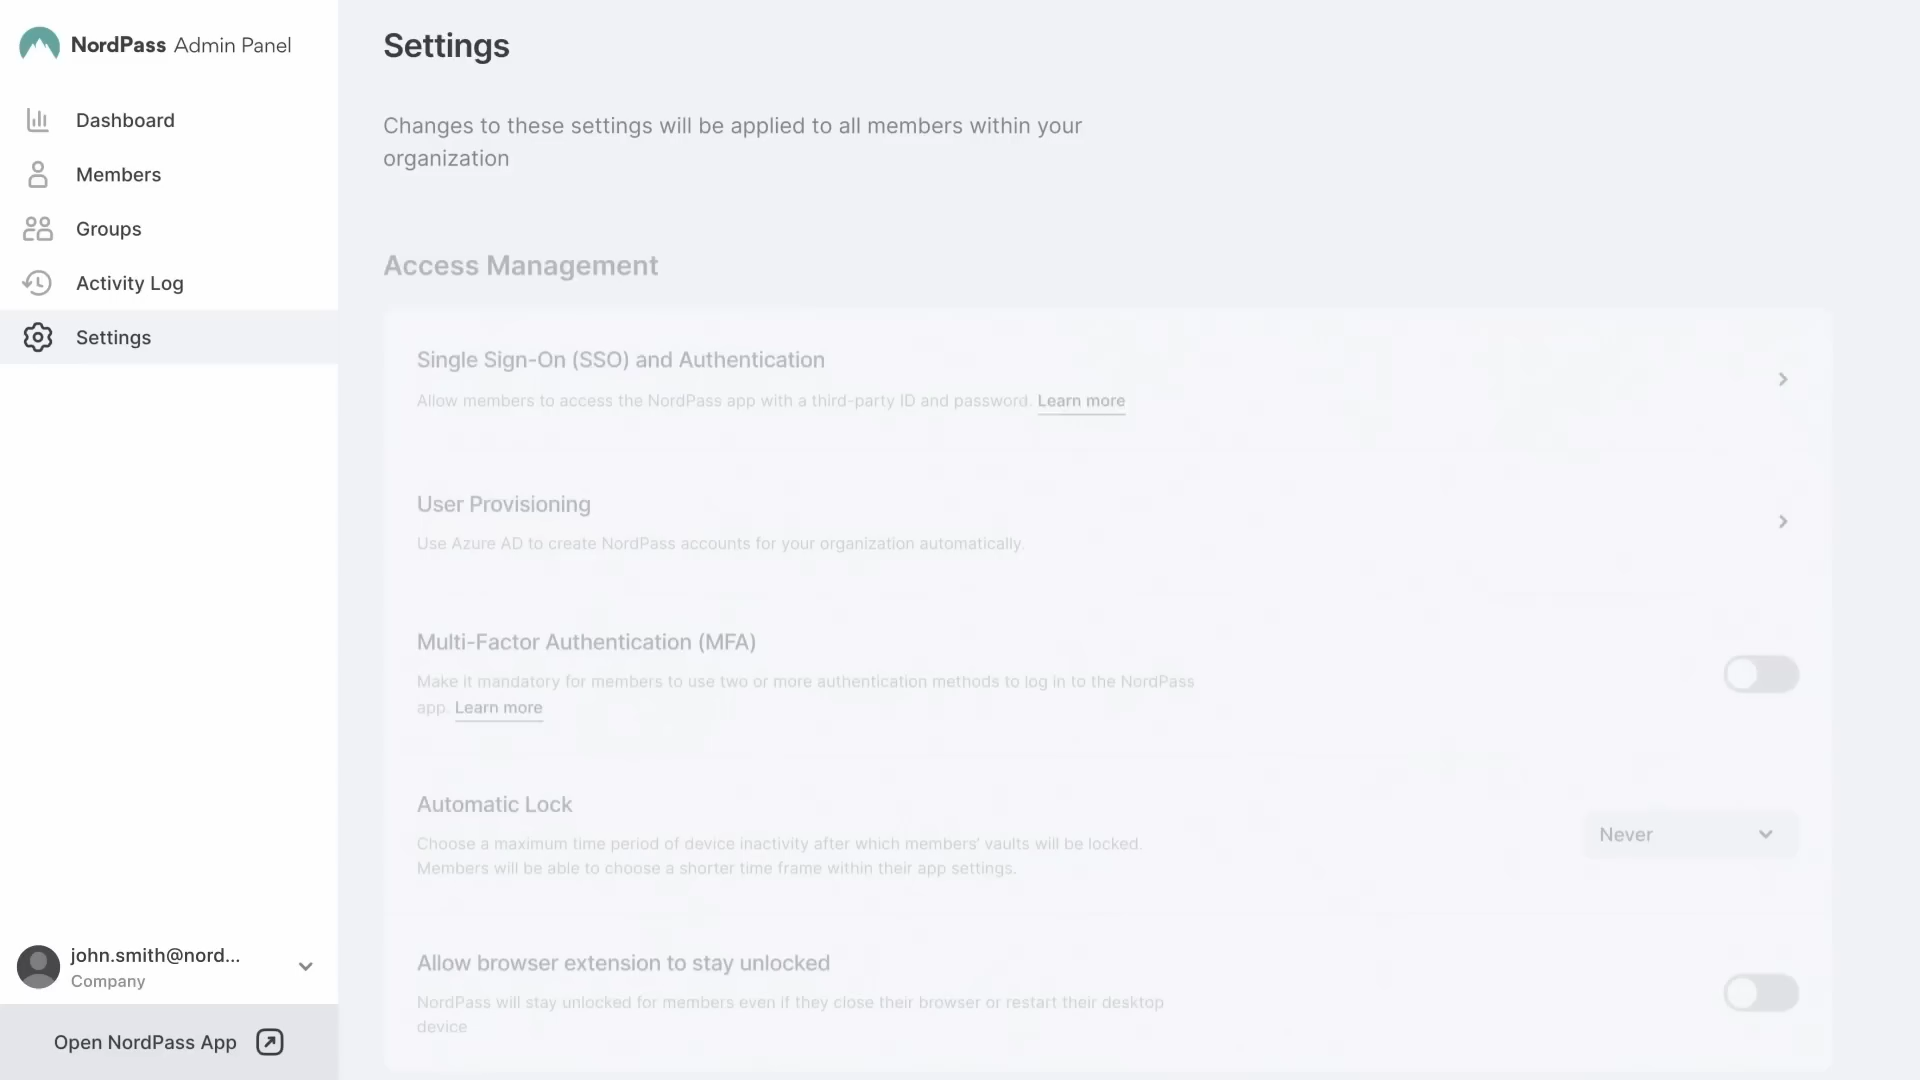 NordPass Admin Panel
Dashboard
Members
Groups
Activity Log
Settings
john.smith@nord...
Company
Open NordPass App
Settings
Changes to these settings will be applied to all members within your
organization
Access Management
Single Sign-On (SSO) and Authentication
Allow members to access the NordPass app with a third-party ID and password. Learn more
User Provisioning
Use Azure AD to create NordPass accounts for your organization automatically.
Multi-Factor Authentication (MFA)
Make it mandatory for members to use two or more authentication methods to log in to the NordPass
app. Learn more
Automatic Lock
Choose a maximum time period of device inactivity after which members' vaults will be locked.
Members will be able to choose a shorter time frame within their app settings.
Never
Allow browser extension to stay unlocked
NordPass will stay unlocked for members even if they close their browser or restart their desktop
device